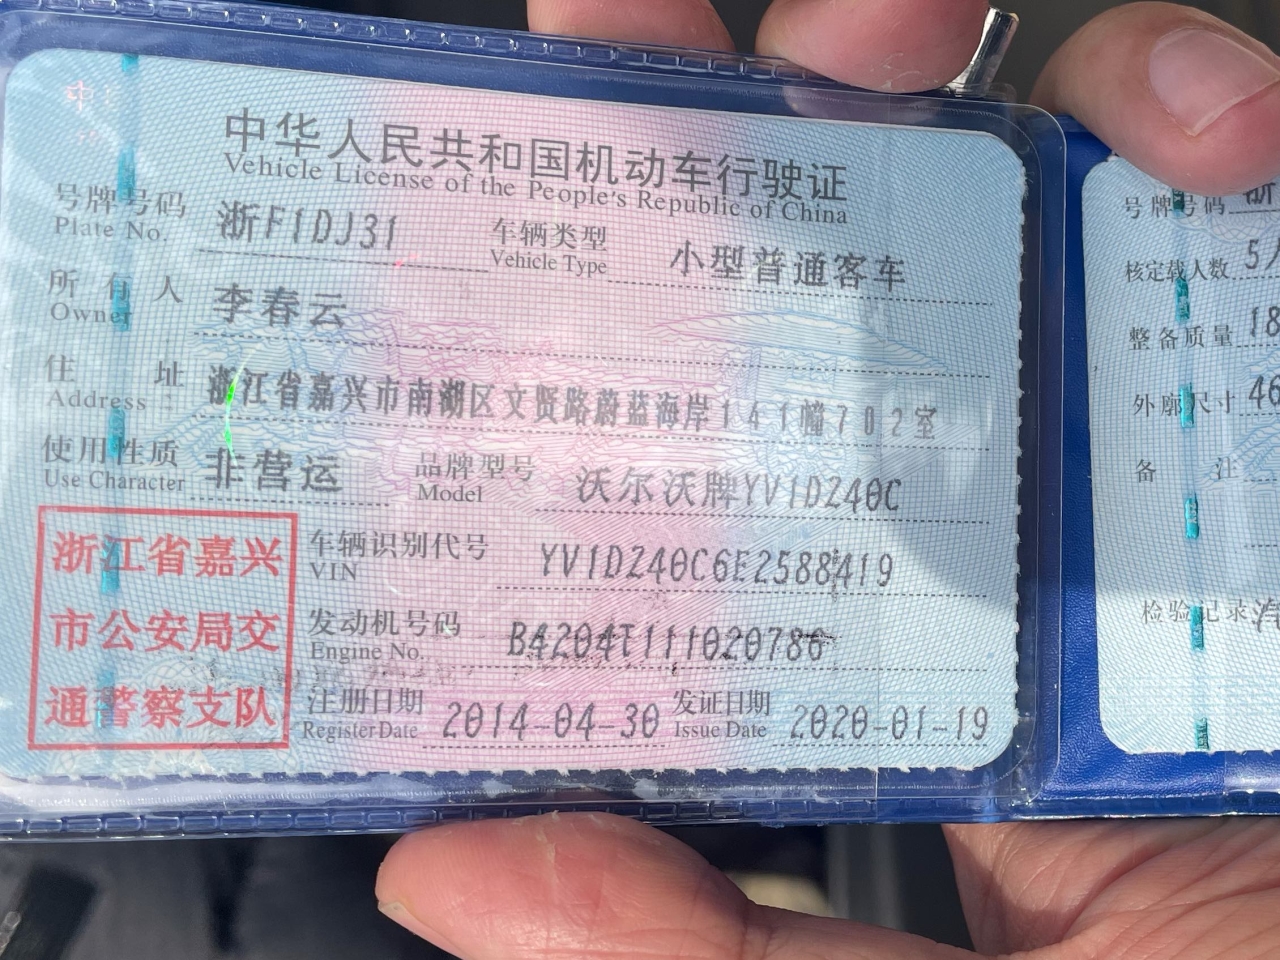 中华人民共和国机动车行驶证
Vehicle License of the People's Republic of China
号牌号码 浙F1DJ31 车辆类型 小型普通客车
Plate No. Vehicle Type
所有人 李春云
Owner
住址 浙江省嘉兴市南湖区文贤路蔚蓝海岸141幢702室
Address
使用性质 非营运 品牌型号 沃尔沃牌YV1DZ40C
Use Character Model
浙江省嘉兴
市公安局交
通警察支队
车辆识别代号 YV1DZ40C6E2588419
VIN
发动机号码 B4204T111020786
Engine No.
注册日期 2014-04-30 发证日期 2020-01-19
Register Date Issue Date
号牌号码 浙
核定载人数 5人
整备质量 18
外廓尺寸 46
备注
检验记录